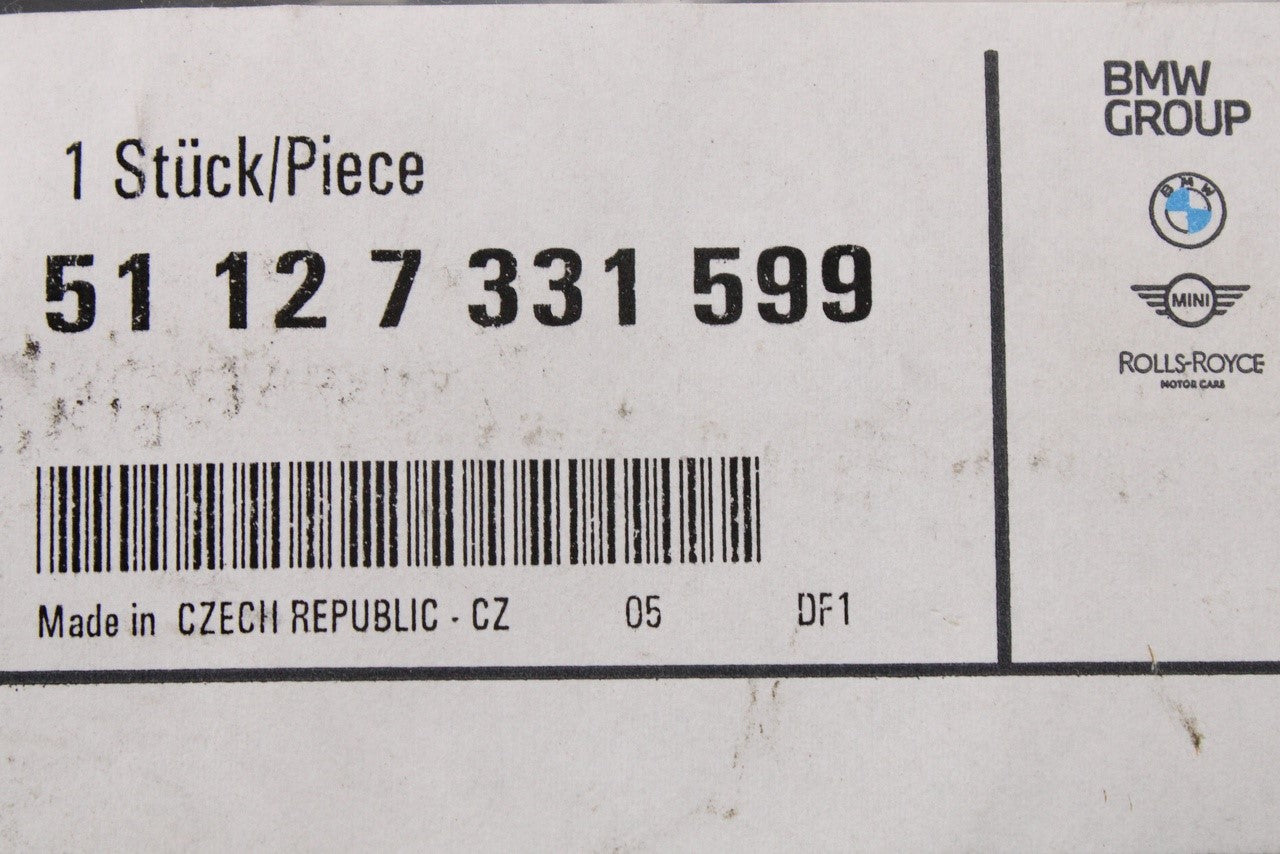 1 Stück/Piece
51 12 7 331 599
Made in CZECH REPUBLIC - CZ 05 DF1
BMW
GROUP
BMW
MINI
ROLLS-ROYCE
MOTOR CARS